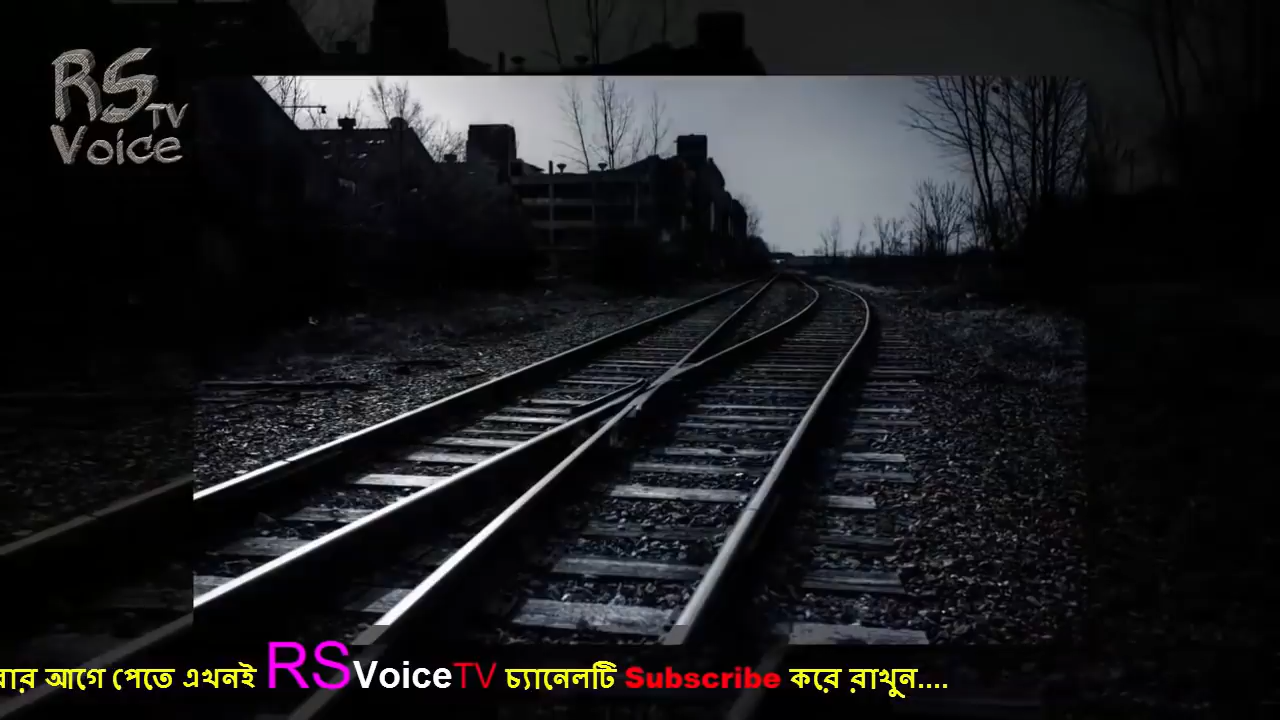 RS TV
Voice
বার আগে পেতে এখনই RSVoiceTV চ্যানেলটি Subscribe করে রাখুন....